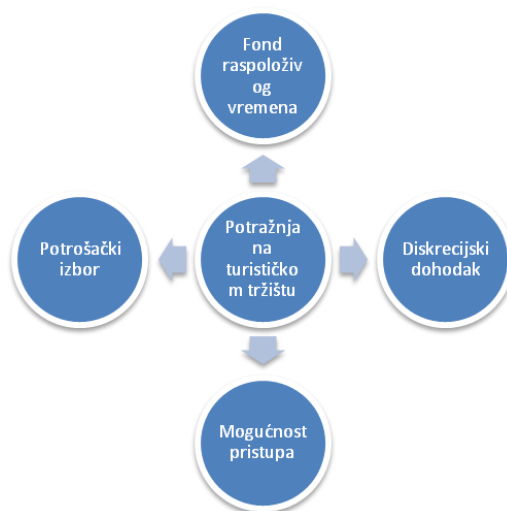 Fond
raspoloživ
og
vremena
Potrošački
izbor
Potražnja
na
turističko
m tržištu
Diskrecijski
dohodak
Mogućnost
pristupa